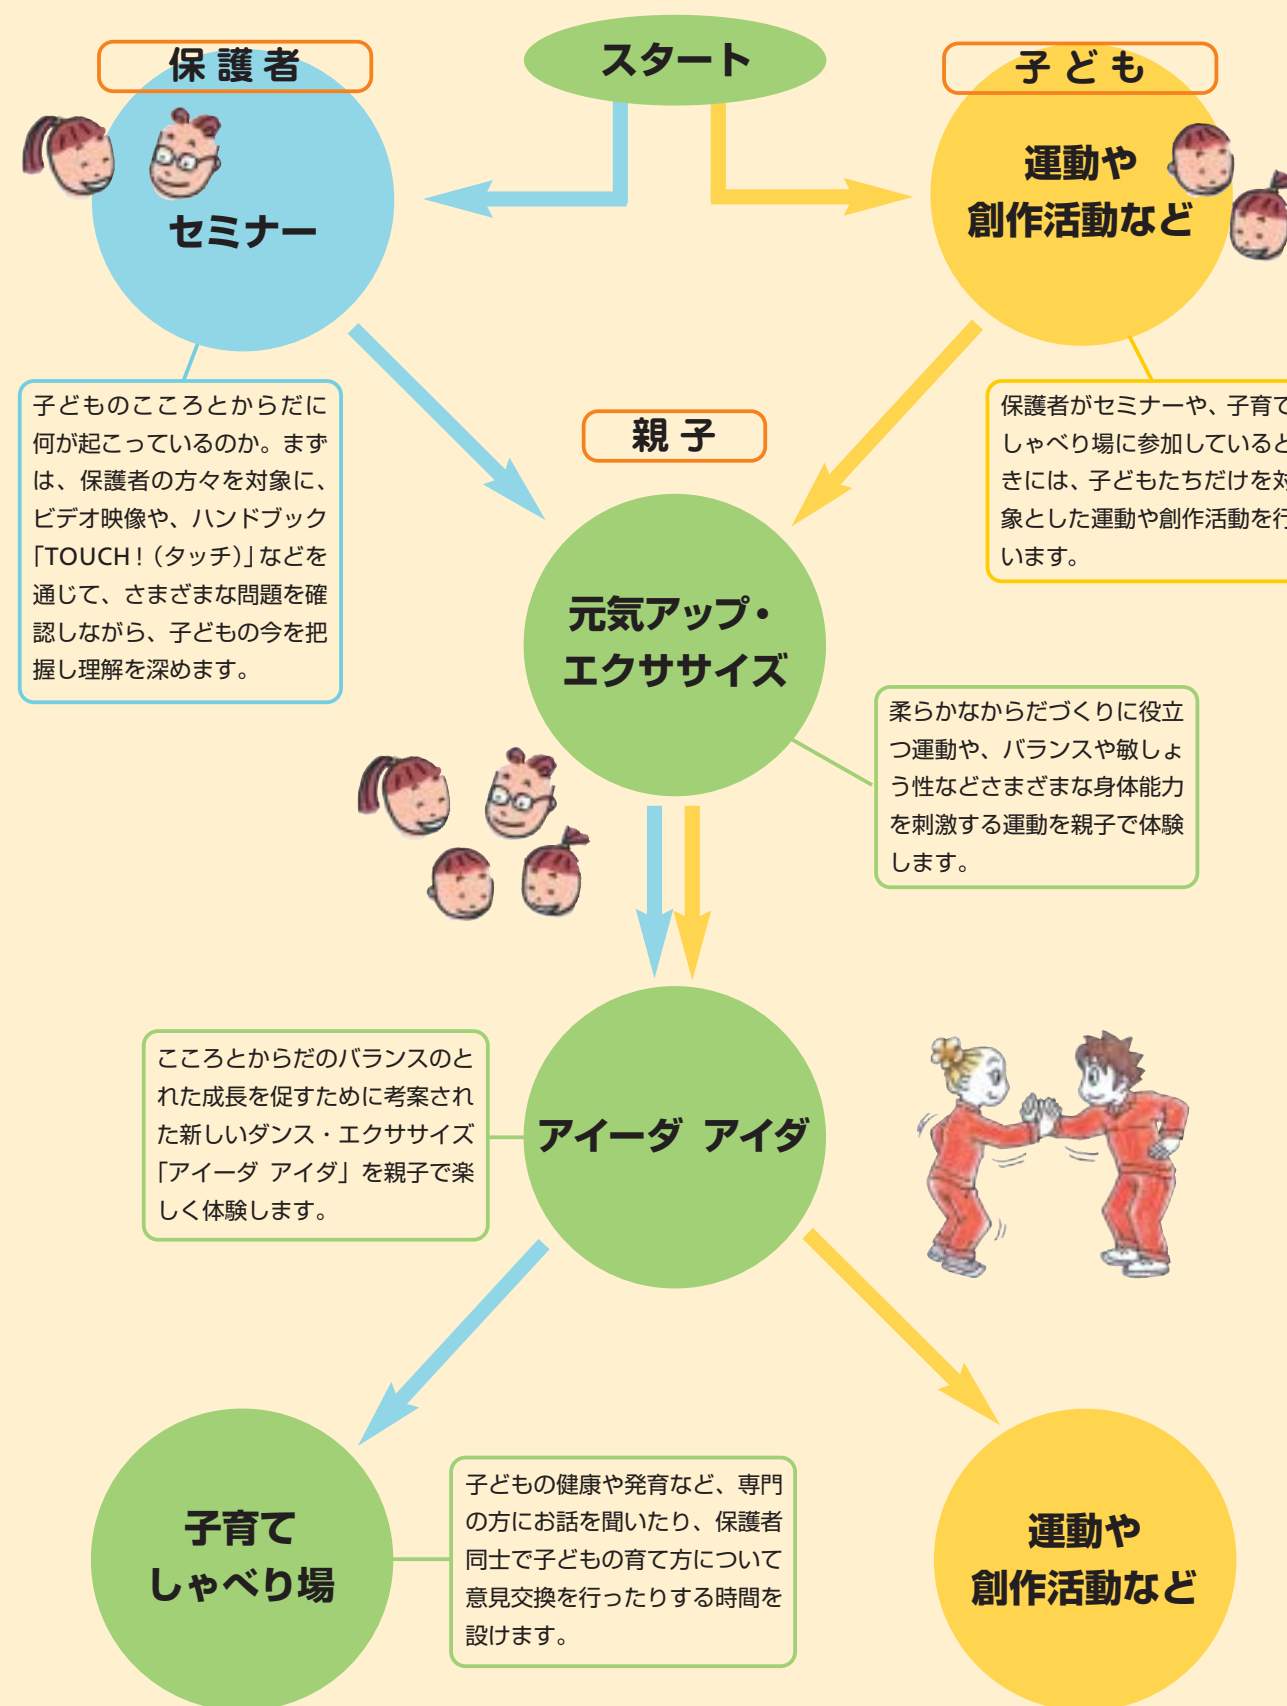 スタート
保護者
セミナー
子どものこころとからだに
何が起こっているのか。まず
は、保護者の方々を対象に、
ビデオ映像や、ハンドブック
「TOUCH！（タッチ）」などを
通じて、さまざまな問題を確
認しながら、子どもの今を把
握し理解を深めます。
子ども
運動や
創作活動など
保護者がセミナーや、子育て
しゃべり場に参加していると
きには、子どもたちだけを対
象とした運動や創作活動を行
います。
親子
元気アップ・
エクササイズ
柔らかなからだづくりに役立
つ運動や、バランスや敏しょ
う性などさまざまな身体能力
を刺激する運動を親子で体験
します。
アイーダ アイダ
こころとからだのバランスのと
れた成長を促すために考案され
た新しいダンス・エクササイズ
「アイーダ アイダ」を親子で楽
しく体験します。
子育て
しゃべり場
子どもの健康や発育など、専門
の方にお話を聞いたり、保護者
同士で子どもの育て方について
意見交換を行ったりする時間を
設けます。
運動や
創作活動など